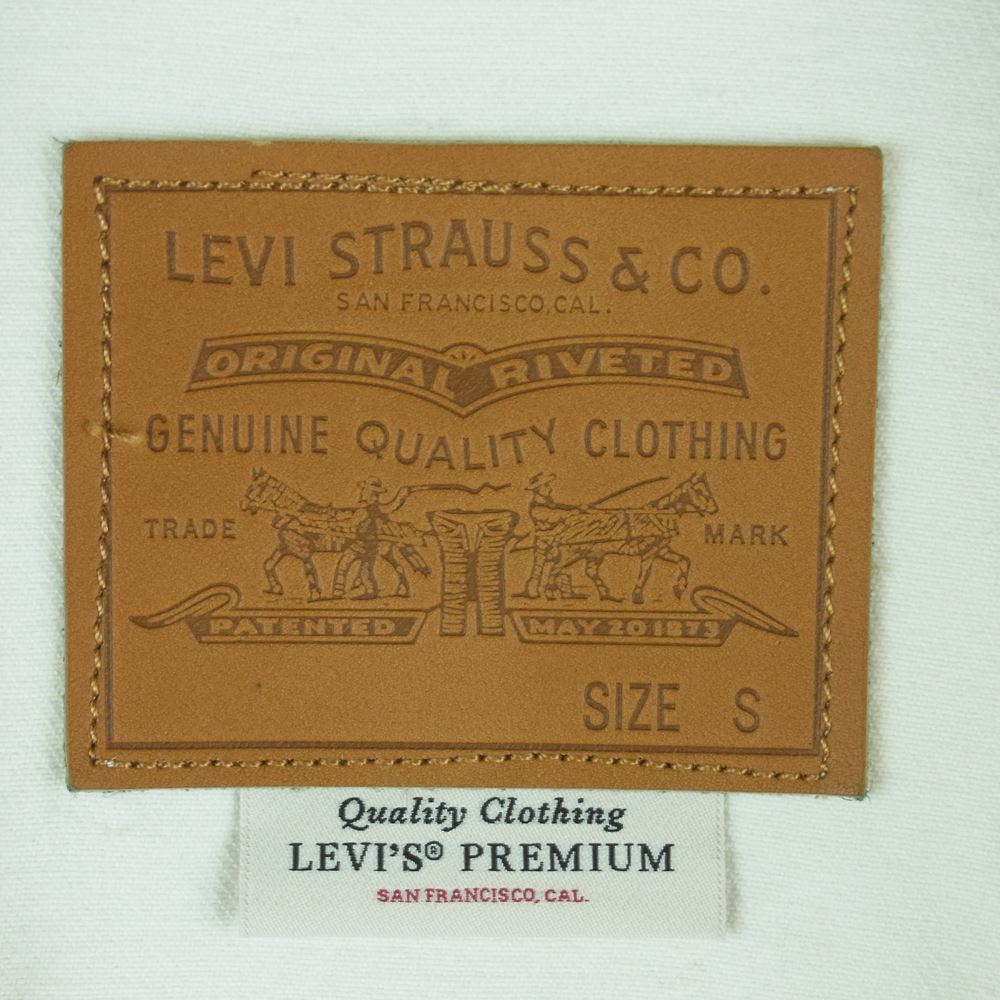 LEVI STRAUSS & CO.
SAN FRANCISCO, CAL.
ORIGINAL RIVETED
GENUINE QUALITY CLOTHING
TRADE MARK
PATENTED MAY 20 1873
SIZE S
Quality Clothing
LEVI'S® PREMIUM
SAN FRANCISCO, CAL.